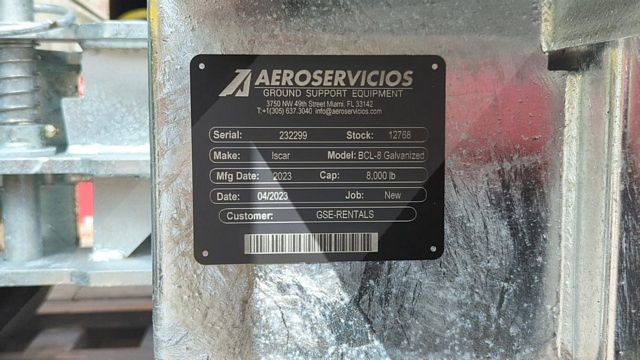 AEROSERVICIOS
GROUND SUPPORT EQUIPMENT
3750 NW 49th Street Miami, FL 33142
T:+1(305) 637.3040 info@aeroservicios.com
Serial: 232299 Stock: 12768
Make: Iscar Model: BCL-8 Galvanized
Mfg Date: 2023 Cap: 8,000 lb
Date: 04/2023 Job: New
Customer: GSE-RENTALS